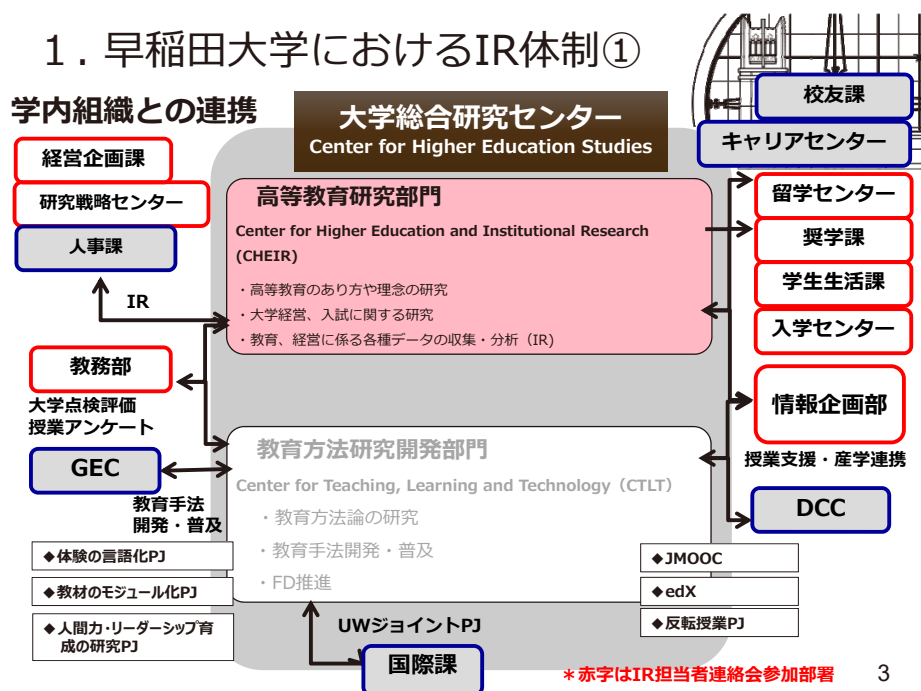 1．早稲田大学におけるIR体制①
学内組織との連携
大学総合研究センター
Center for Higher Education Studies
経営企画課
研究戦略センター
人事課
IR
教務部
大学点検評価
授業アンケート
GEC
教育手法
開発・普及
◆体験の言語化PJ
◆教材のモジュール化PJ
◆人間力・リーダーシップ育
成の研究PJ
高等教育研究部門
Center for Higher Education and Institutional Research
(CHEIR)
・高等教育のあり方や理念の研究
・大学経営、入試に関する研究
・教育、経営に係る各種データの収集・分析（IR)
教育方法研究開発部門
Center for Teaching, Learning and Technology（CTLT）
・教育方法論の研究
・教育手法開発・普及
・FD推進
UWジョイントPJ
国際課
校友課
キャリアセンター
留学センター
奨学課
学生生活課
入学センター
情報企画部
授業支援・産学連携
DCC
◆JMOOC
◆edX
◆反転授業PJ
＊赤字はIR担当者連絡会参加部署
3